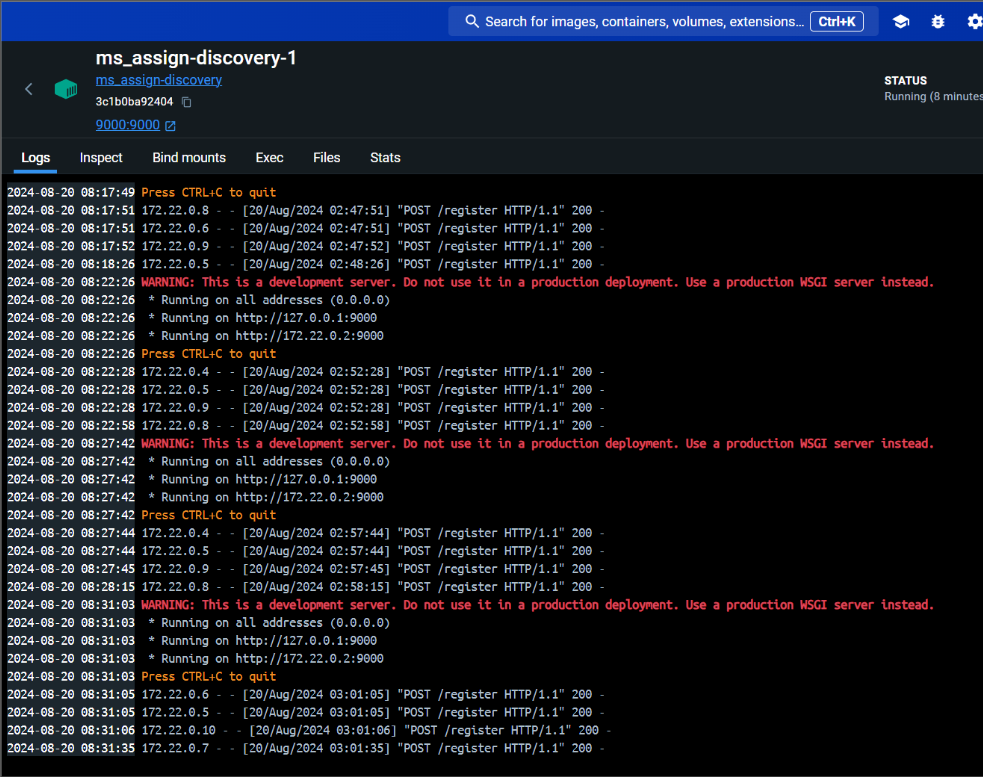 Search for images, containers, volumes, extensions... Ctrl+K
ms_assign-discovery-1
ms_assign-discovery
3c1b0ba92404
9000:9000
STATUS
Running (8 minutes
Logs Inspect Bind mounts Exec Files Stats
2024-08-20 08:17:49 Press CTRL+C to quit
2024-08-20 08:17:51 172.22.0.8 - - [20/Aug/2024 02:47:51] "POST /register HTTP/1.1" 200 -
2024-08-20 08:17:51 172.22.0.6 - - [20/Aug/2024 02:47:51] "POST /register HTTP/1.1" 200 -
2024-08-20 08:17:52 172.22.0.9 - - [20/Aug/2024 02:47:52] "POST /register HTTP/1.1" 200 -
2024-08-20 08:18:26 172.22.0.5 - - [20/Aug/2024 02:48:26] "POST /register HTTP/1.1" 200 -
2024-08-20 08:22:26 WARNING: This is a development server. Do not use it in a production deployment. Use a production WSGI server instead.
2024-08-20 08:22:26 * Running on all addresses (0.0.0.0)
2024-08-20 08:22:26 * Running on http://127.0.0.1:9000
2024-08-20 08:22:26 * Running on http://172.22.0.2:9000
2024-08-20 08:22:26 Press CTRL+C to quit
2024-08-20 08:22:28 172.22.0.4 - - [20/Aug/2024 02:52:28] "POST /register HTTP/1.1" 200 -
2024-08-20 08:22:28 172.22.0.5 - - [20/Aug/2024 02:52:28] "POST /register HTTP/1.1" 200 -
2024-08-20 08:22:28 172.22.0.9 - - [20/Aug/2024 02:52:28] "POST /register HTTP/1.1" 200 -
2024-08-20 08:22:58 172.22.0.8 - - [20/Aug/2024 02:52:58] "POST /register HTTP/1.1" 200 -
2024-08-20 08:27:42 WARNING: This is a development server. Do not use it in a production deployment. Use a production WSGI server instead.
2024-08-20 08:27:42 * Running on all addresses (0.0.0.0)
2024-08-20 08:27:42 * Running on http://127.0.0.1:9000
2024-08-20 08:27:42 * Running on http://172.22.0.2:9000
2024-08-20 08:27:42 Press CTRL+C to quit
2024-08-20 08:27:44 172.22.0.4 - - [20/Aug/2024 02:57:44] "POST /register HTTP/1.1" 200 -
2024-08-20 08:27:44 172.22.0.5 - - [20/Aug/2024 02:57:44] "POST /register HTTP/1.1" 200 -
2024-08-20 08:27:45 172.22.0.9 - - [20/Aug/2024 02:57:45] "POST /register HTTP/1.1" 200 -
2024-08-20 08:28:15 172.22.0.8 - - [20/Aug/2024 02:58:15] "POST /register HTTP/1.1" 200 -
2024-08-20 08:31:03 WARNING: This is a development server. Do not use it in a production deployment. Use a production WSGI server instead.
2024-08-20 08:31:03 * Running on all addresses (0.0.0.0)
2024-08-20 08:31:03 * Running on http://127.0.0.1:9000
2024-08-20 08:31:03 * Running on http://172.22.0.2:9000
2024-08-20 08:31:03 Press CTRL+C to quit
2024-08-20 08:31:05 172.22.0.6 - - [20/Aug/2024 03:01:05] "POST /register HTTP/1.1" 200 -
2024-08-20 08:31:05 172.22.0.5 - - [20/Aug/2024 03:01:05] "POST /register HTTP/1.1" 200 -
2024-08-20 08:31:06 172.22.0.10 - - [20/Aug/2024 03:01:06] "POST /register HTTP/1.1" 200 -
2024-08-20 08:31:35 172.22.0.7 - - [20/Aug/2024 03:01:35] "POST /register HTTP/1.1" 200 -